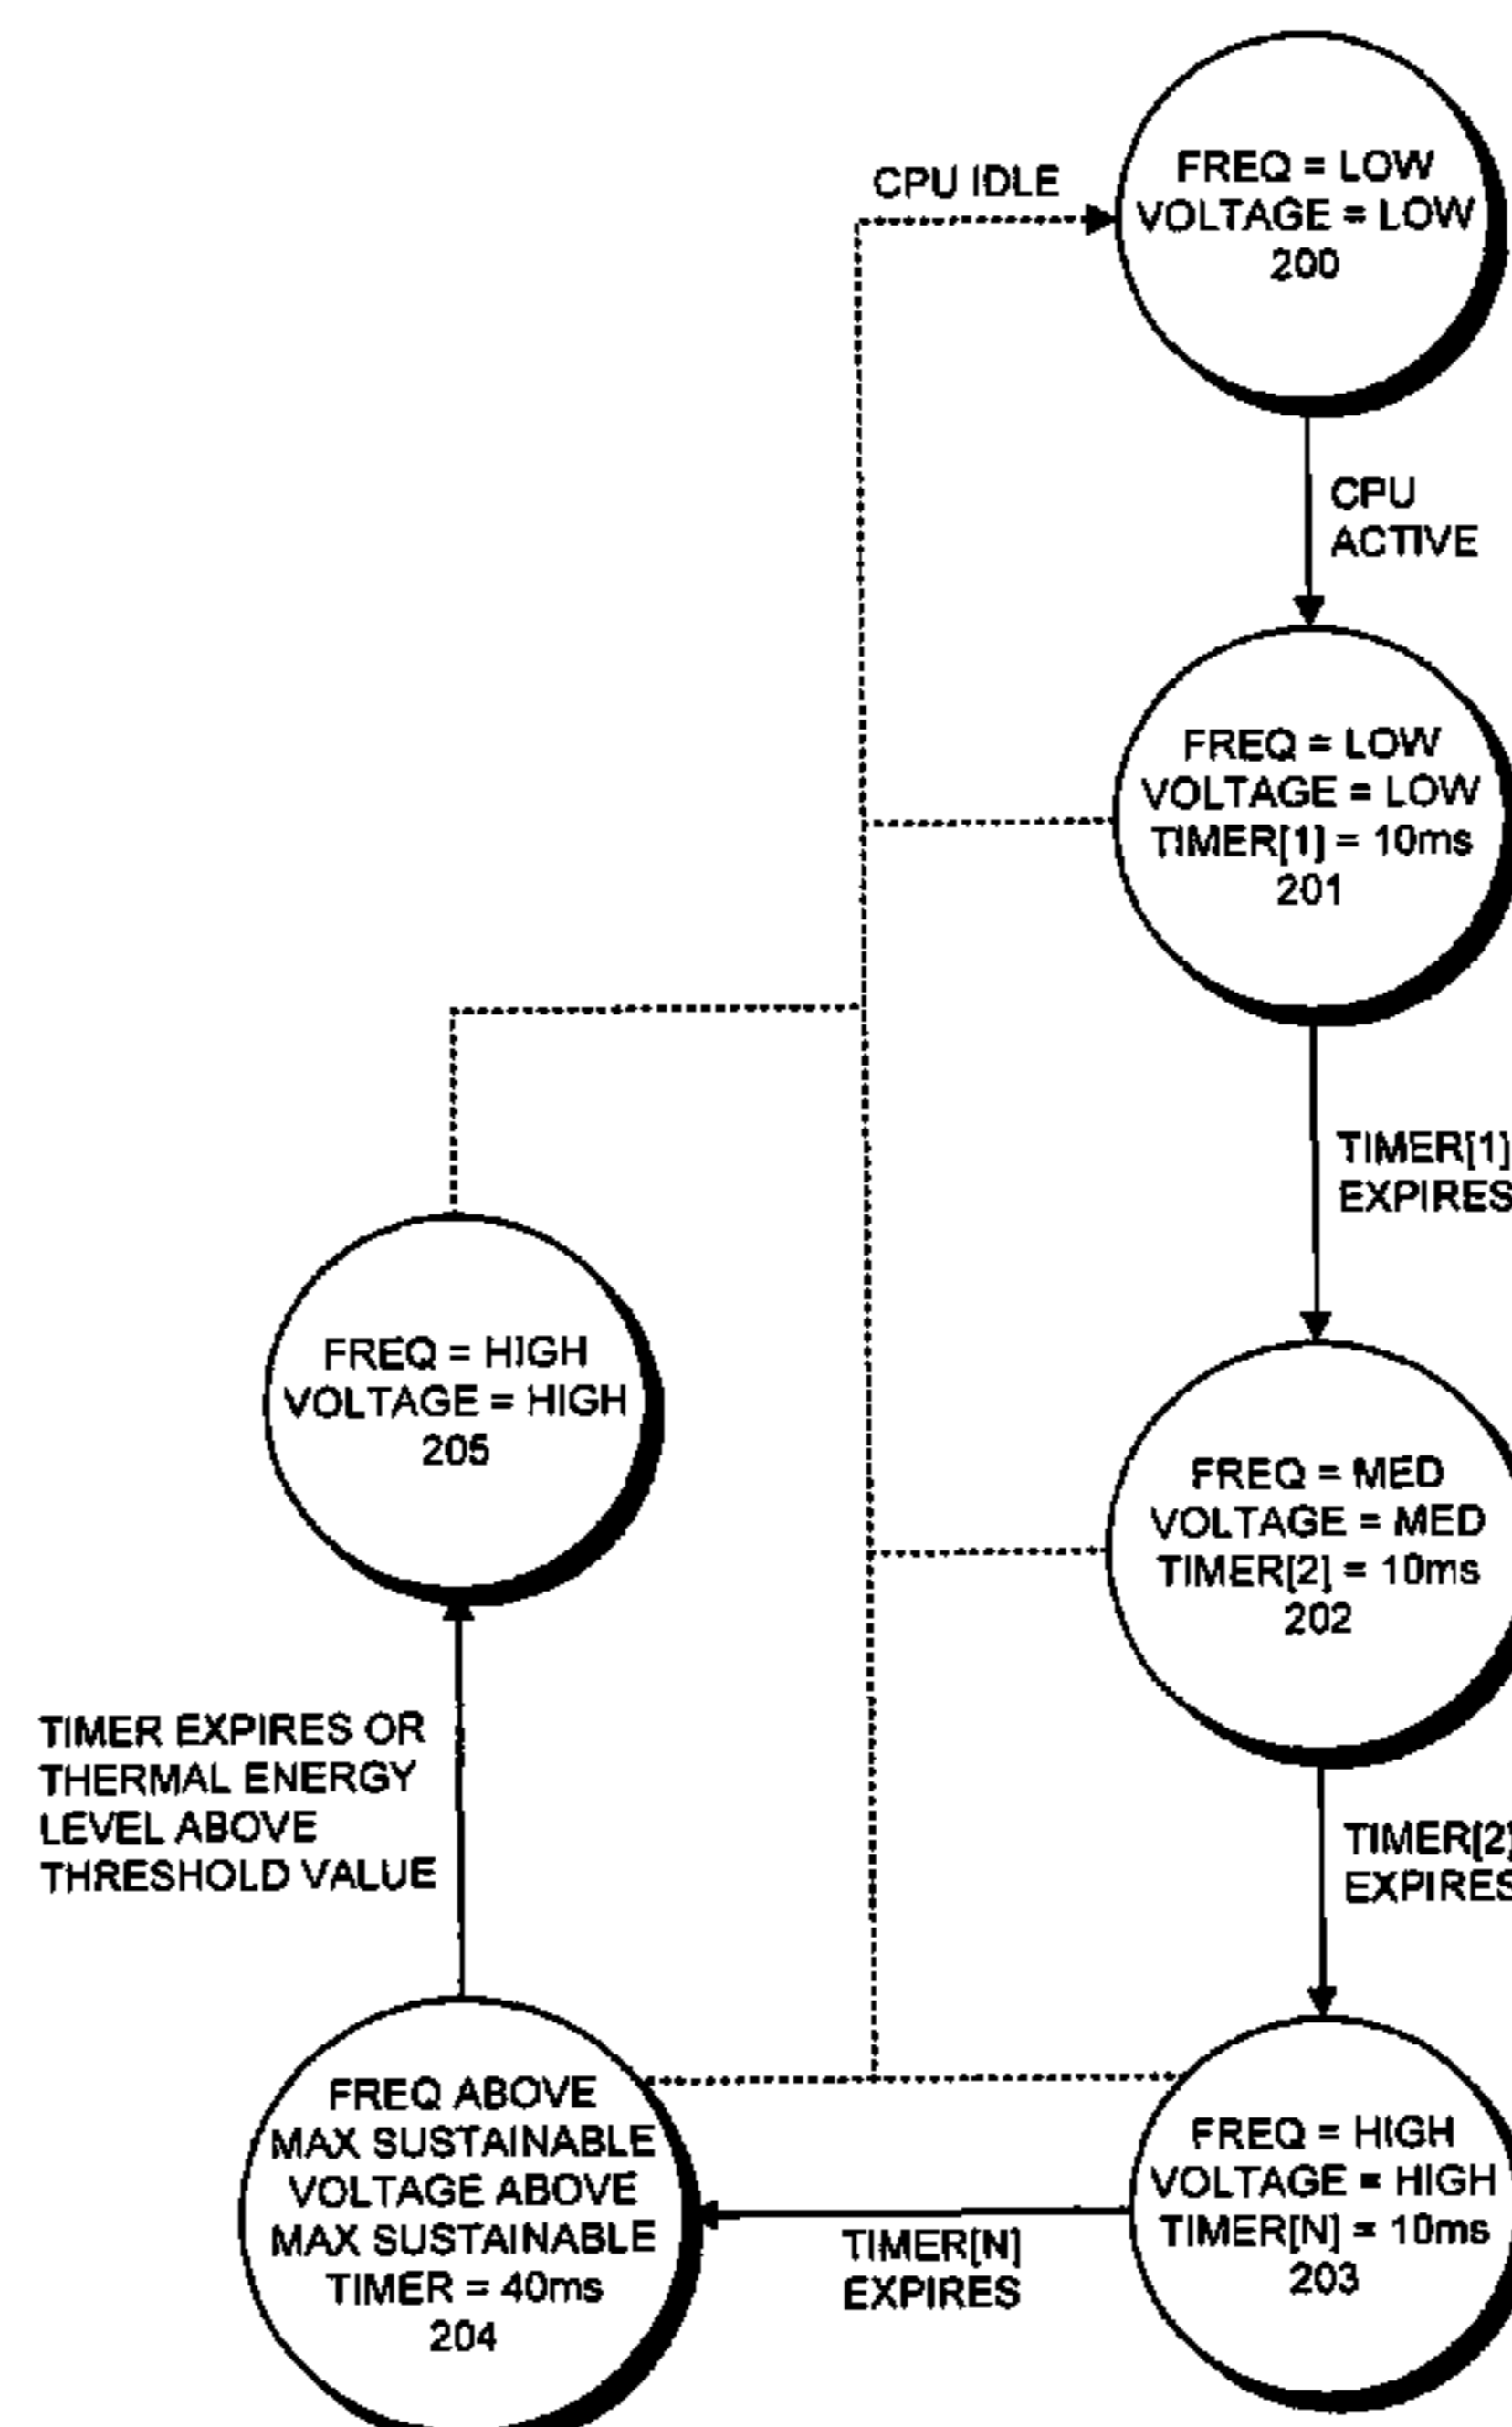 CPU IDLE
FREQ = LOW
VOLTAGE = LOW
200
CPU
ACTIVE
FREQ = LOW
VOLTAGE = LOW
TIMER[1] = 10ms
201
TIMER[1]
EXPIRES
FREQ = HIGH
VOLTAGE = HIGH
205
FREQ = MED
VOLTAGE = MED
TIMER[2] = 10ms
202
TIMER EXPIRES OR
THERMAL ENERGY
LEVEL ABOVE
THRESHOLD VALUE
TIMER[2]
EXPIRES
FREQ ABOVE
MAX SUSTAINABLE
VOLTAGE ABOVE
MAX SUSTAINABLE
TIMER = 40ms
204
TIMER[N]
EXPIRES
FREQ = HIGH
VOLTAGE = HIGH
TIMER[N] = 10ms
203